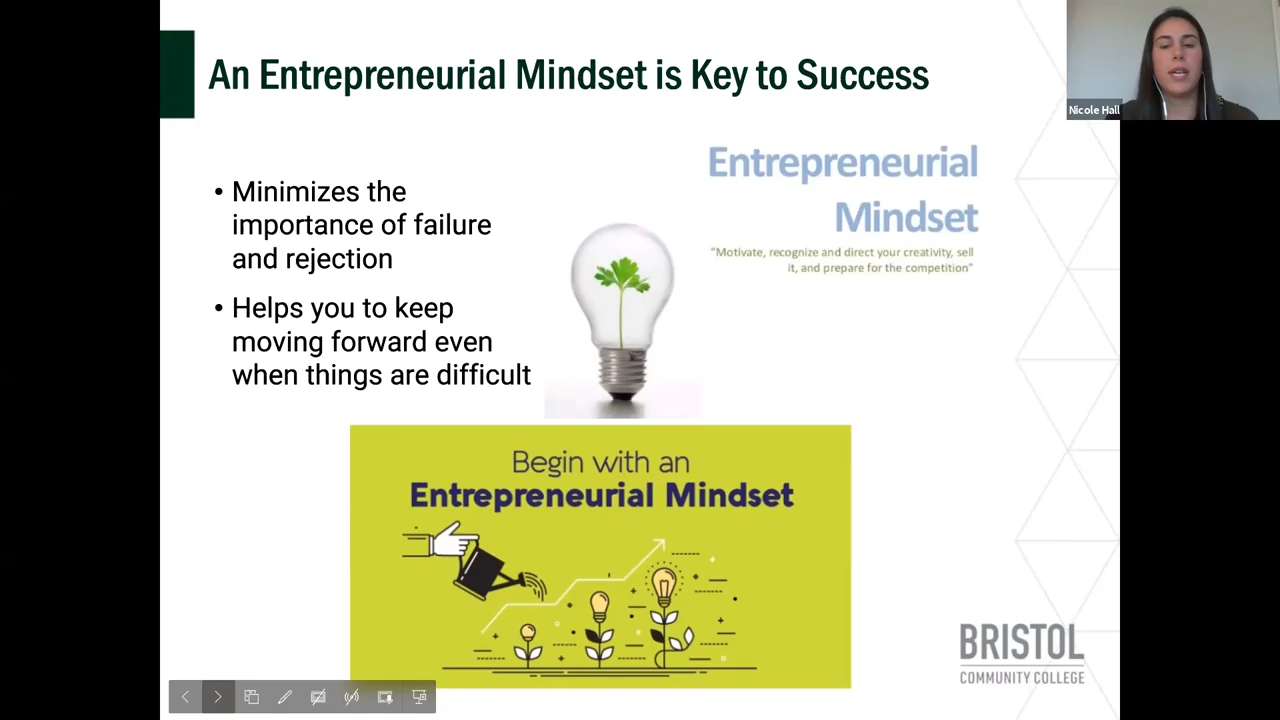 An Entrepreneurial Mindset is Key to Success
Nicole Hall
• Minimizes the
importance of failure
and rejection
• Helps you to keep
moving forward even
when things are difficult
Entrepreneurial
Mindset
"Motivate, recognize and direct your creativity, sell
it, and prepare for the competition"
Begin with an
Entrepreneurial Mindset
BRISTOL
COMMUNITY COLLEGE